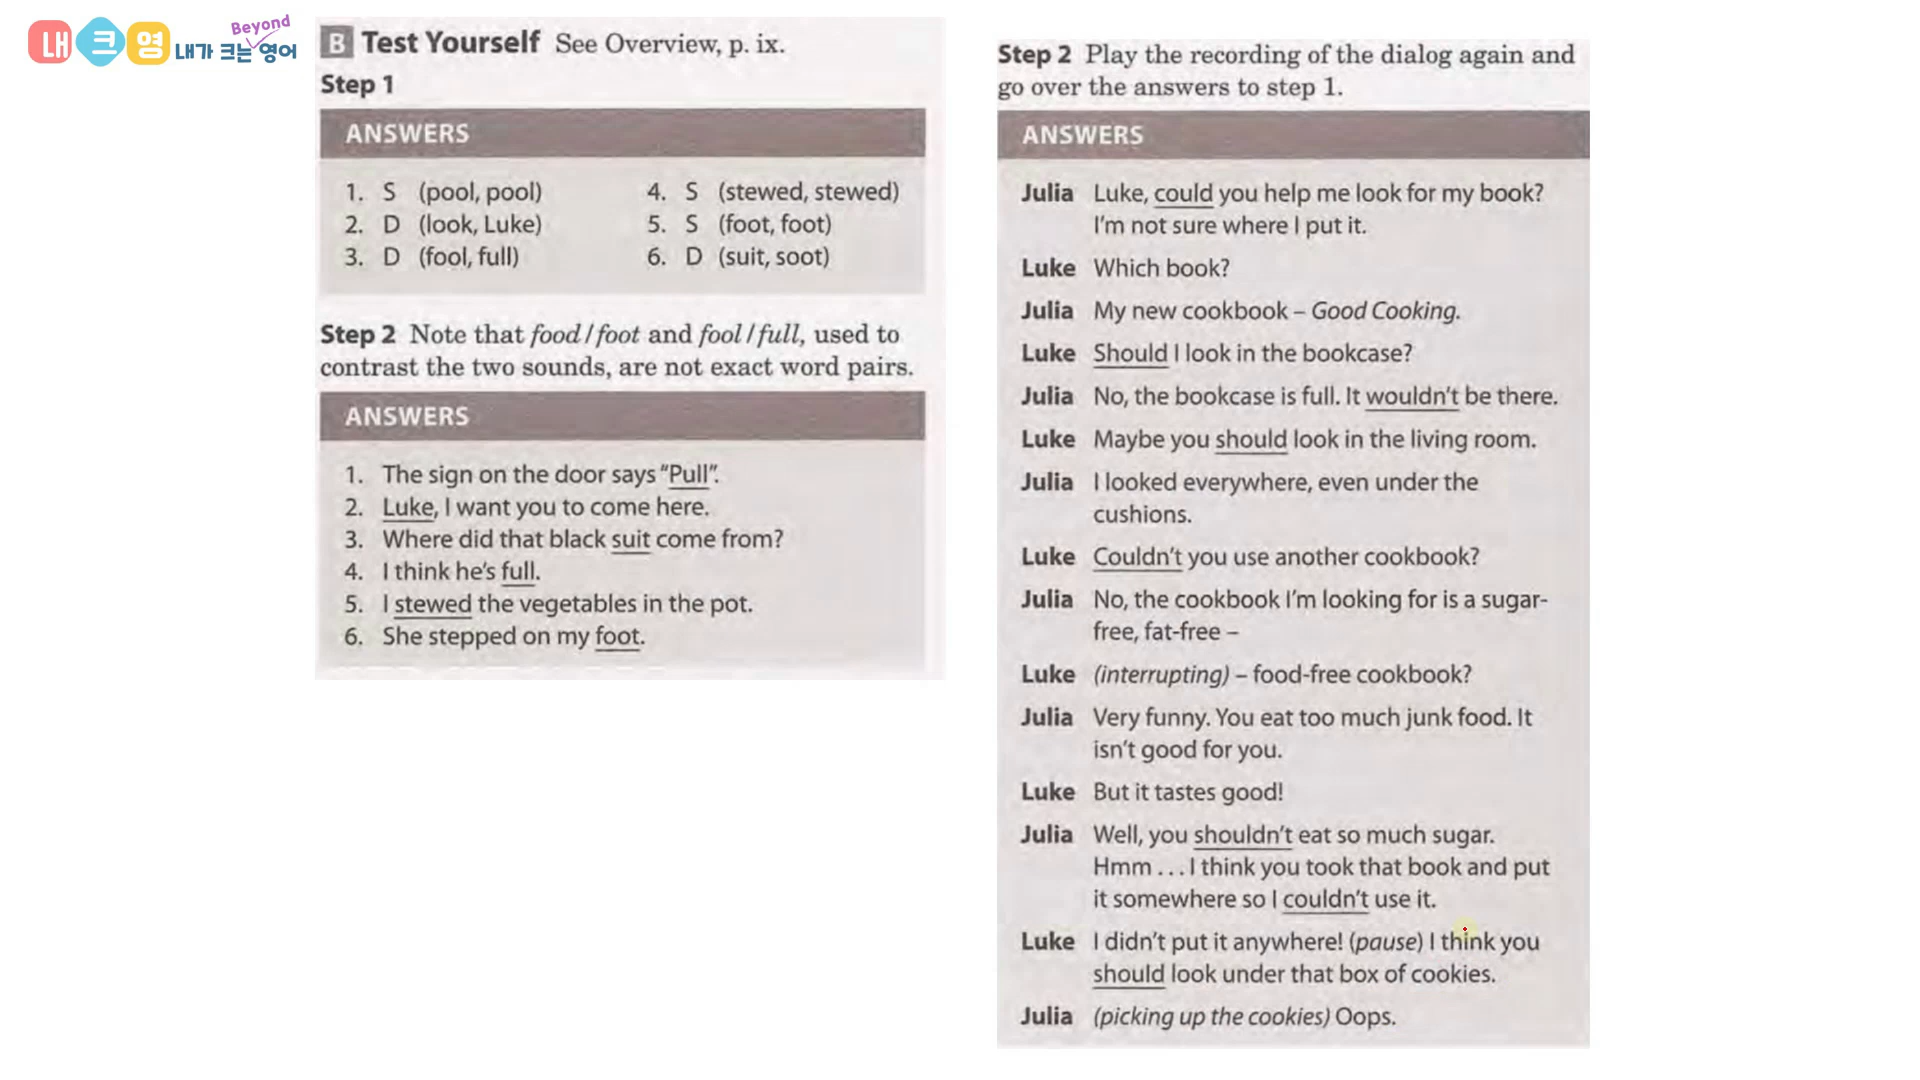 내 크 영
Beyond
내가 크는 영어
B Test Yourself See Overview, p. ix.
Step 1
ANSWERS
1. S (pool, pool)
2. D (look, Luke)
3. D (fool, full)
4. S (stewed, stewed)
5. S (foot, foot)
6. D (suit, soot)
Step 2 Note that food/foot and fool/full, used to
contrast the two sounds, are not exact word pairs.
ANSWERS
1. The sign on the door says “Pull”.
2. Luke, I want you to come here.
3. Where did that black suit come from?
4. I think he's full.
5. I stewed the vegetables in the pot.
6. She stepped on my foot.
Step 2 Play the recording of the dialog again and
go over the answers to step 1.
ANSWERS
Julia Luke, could you help me look for my book?
I'm not sure where I put it.
Luke Which book?
Julia My new cookbook – Good Cooking.
Luke Should I look in the bookcase?
Julia No, the bookcase is full. It wouldn't be there.
Luke Maybe you should look in the living room.
Julia I looked everywhere, even under the
cushions.
Luke Couldn't you use another cookbook?
Julia No, the cookbook I'm looking for is a sugar-
free, fat-free –
Luke (interrupting) – food-free cookbook?
Julia Very funny. You eat too much junk food. It
isn't good for you.
Luke But it tastes good!
Julia Well, you shouldn't eat so much sugar.
Hmm . . . I think you took that book and put
it somewhere so I couldn't use it.
Luke I didn't put it anywhere! (pause) I think you
should look under that box of cookies.
Julia (picking up the cookies) Oops.